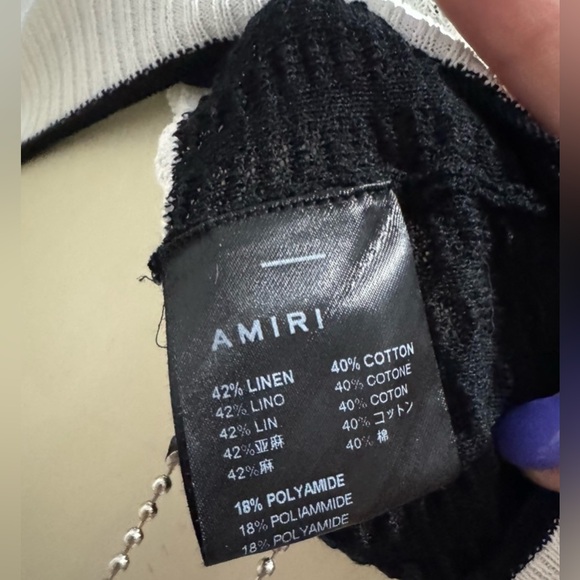 AMIRI
42% LINEN
42% LINO
42% LIN
42%亚麻
42%麻
40% COTTON
40% COTONE
40% COTON
40% コットン
40% 棉
18% POLYAMIDE
18% POLIAMMIDE
18% POLYAMIDE